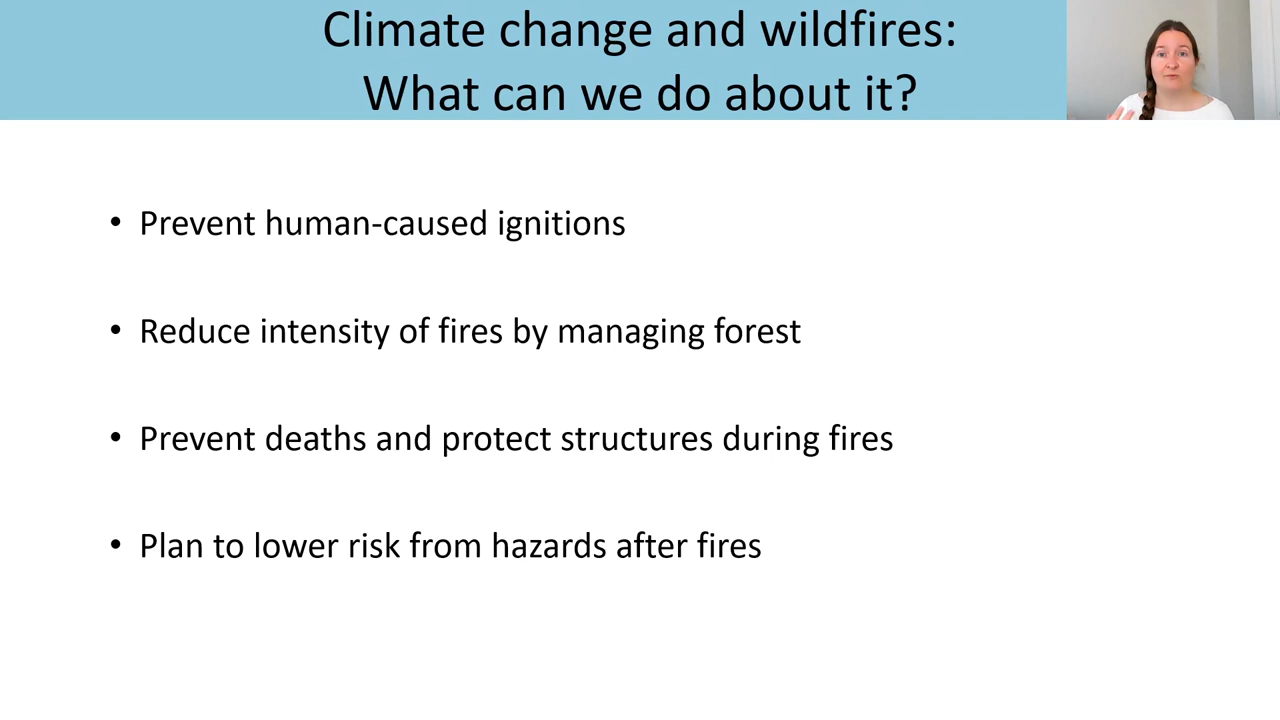 Climate change and wildfires:
What can we do about it?
• Prevent human-caused ignitions
• Reduce intensity of fires by managing forest
• Prevent deaths and protect structures during fires
• Plan to lower risk from hazards after fires